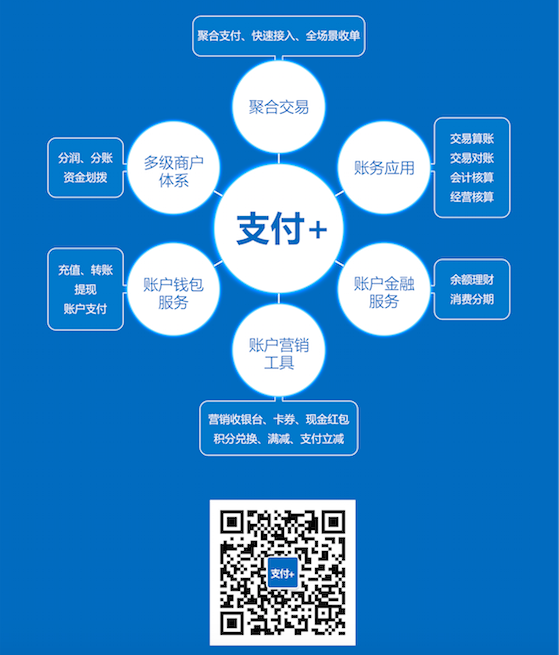 聚合支付、快速接入、全场景收单
聚合交易
分润、分账
资金划拨
多级商户
体系
账务应用
交易算账
交易对账
会计核算
经营核算
支付+
充值、转账
提现
账户支付
账户钱包
服务
账户金融
服务
余额理财
消费分期
账户营销
工具
营销收银台、卡券、现金红包
积分兑换、满减、支付立减
支付+